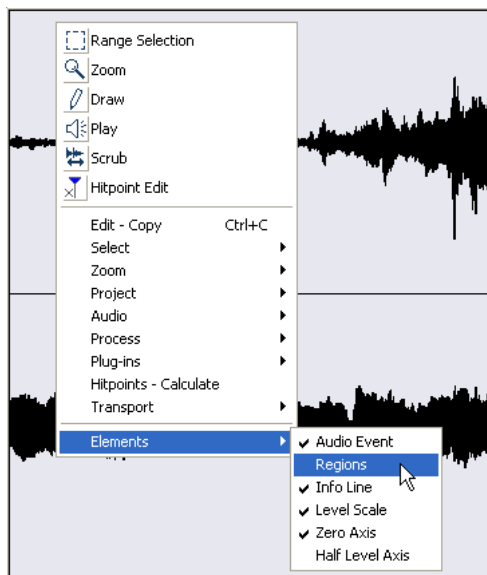 Range Selection
Zoom
Draw
Play
Scrub
Hitpoint Edit
Edit - Copy Ctrl+C
Select
Zoom
Project
Audio
Process
Plug-ins
Hitpoints - Calculate
Transport
Elements
Audio Event
Regions
Info Line
Level Scale
Zero Axis
Half Level Axis